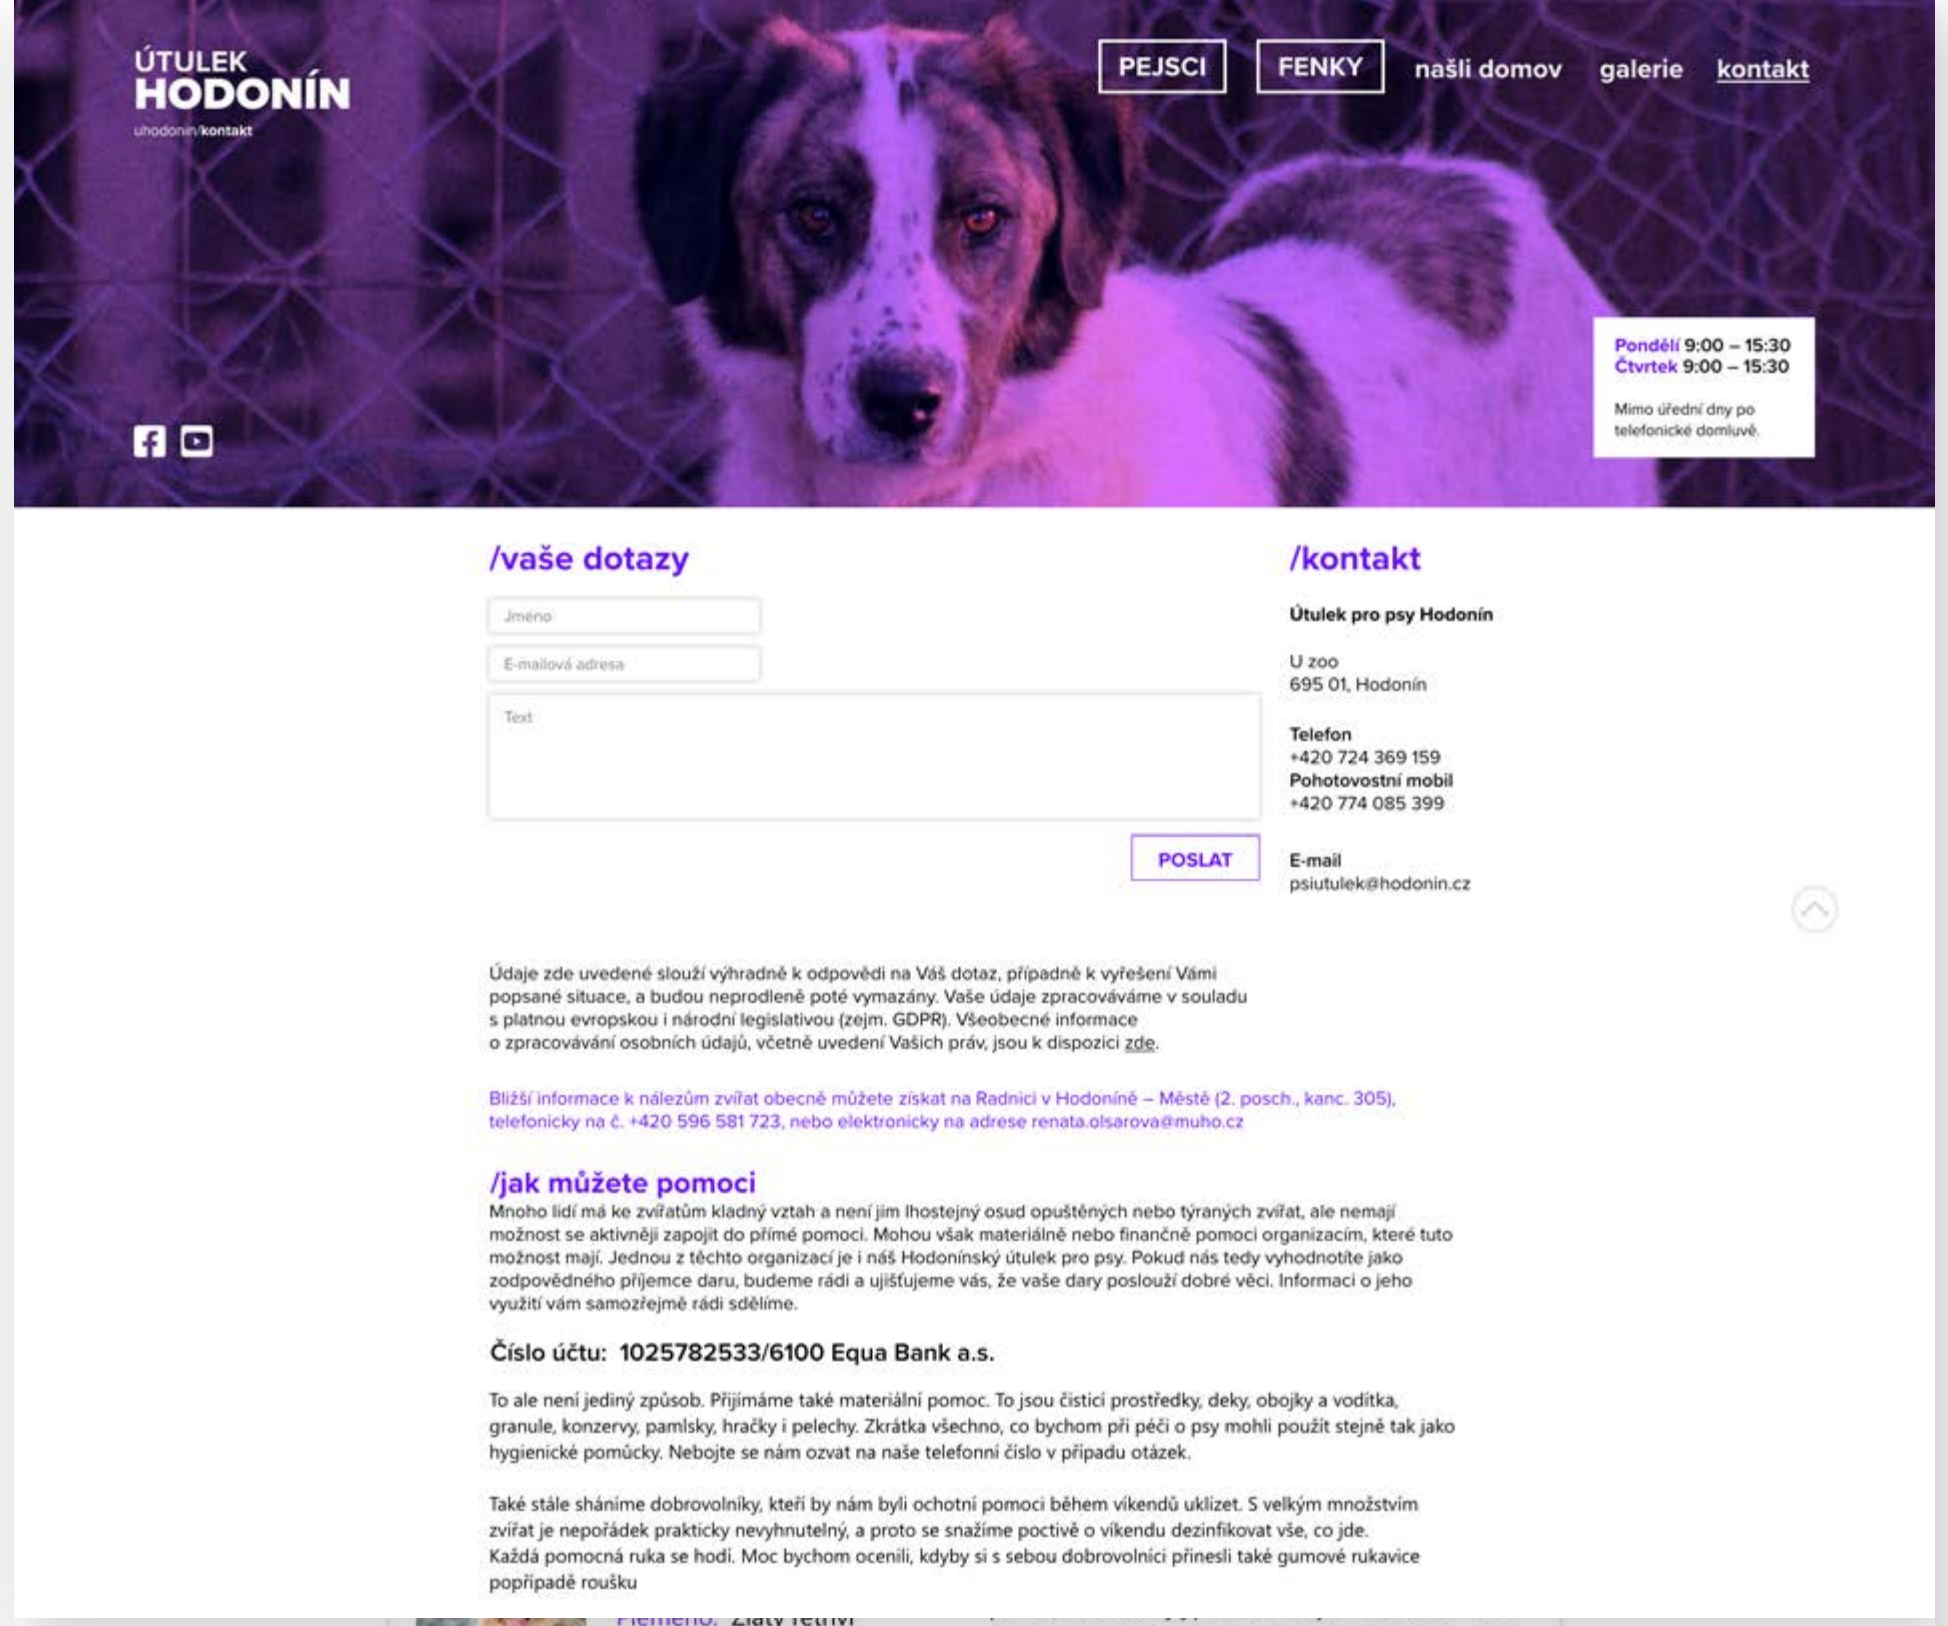 ÚTULEK
HODONÍN
uhodonin/kontakt
PEJSCI
FENKY
našli domov
galerie
kontakt
Pondělí 9:00 – 15:30
Čtvrtek 9:00 – 15:30
Mimo úřední dny po
telefonické domluvě.
/vaše dotazy
Jméno
E-mailová adresa
Text
POSLAT
/kontakt
Útulek pro psy Hodonín
U zoo
695 01, Hodonín
Telefon
+420 724 369 159
Pohotovostní mobil
+420 774 085 399
E-mail
psiutulek@hodonin.cz
Údaje zde uvedené slouží výhradně k odpovědi na Váš dotaz, případně k vyřešení Vámi
popsané situace, a budou neprodleně poté vymazány. Vaše údaje zpracováváme v souladu
s platnou evropskou i národní legislativou (zejm. GDPR). Všeobecné informace
o zpracovávání osobních údajů, včetně uvedení Vašich práv, jsou k dispozici zde.
Bližší informace k nálezům zvířat obecně můžete získat na Radnici v Hodoníně – Městě (2. posch., kanc. 305),
telefonicky na č. +420 596 581 723, nebo elektronicky na adrese renata.olsarova@muho.cz
/jak můžete pomoci
Mnoho lidí má ke zvířatům kladný vztah a není jim lhostejný osud opuštěných nebo týraných zvířat, ale nemají
možnost se aktivněji zapojit do přímé pomoci. Mohou však materiálně nebo finančně pomoci organizacím, které tuto
možnost mají. Jednou z těchto organizací je i náš Hodonínský útulek pro psy. Pokud nás tedy vyhodnotíte jako
zodpovědného příjemce daru, budeme rádi a ujišťujeme vás, že vaše dary poslouží dobré věci. Informaci o jeho
využití vám samozřejmě rádi sdělíme.
Číslo účtu: 1025782533/6100 Equa Bank a.s.
To ale není jediný způsob. Přijímáme také materiální pomoc. To jsou čisticí prostředky, deky, obojky a vodítka,
granule, konzervy, pamlsky, hračky i pelechy. Zkrátka všechno, co bychom při péči o psy mohli použít stejně tak jako
hygienické pomůcky. Nebojte se nám ozvat na naše telefonní číslo v případu otázek.
Také stále sháníme dobrovolníky, kteří by nám byli ochotní pomoci během víkendů uklízet. S velkým množstvím
zvířat je nepořádek prakticky nevyhnutelný, a proto se snažíme poctivě o víkendu dezinfikovat vše, co jde.
Každá pomocná ruka se hodí. Moc bychom ocenili, kdyby si s sebou dobrovolníci přinesli také gumové rukavice
popřípadě roušku